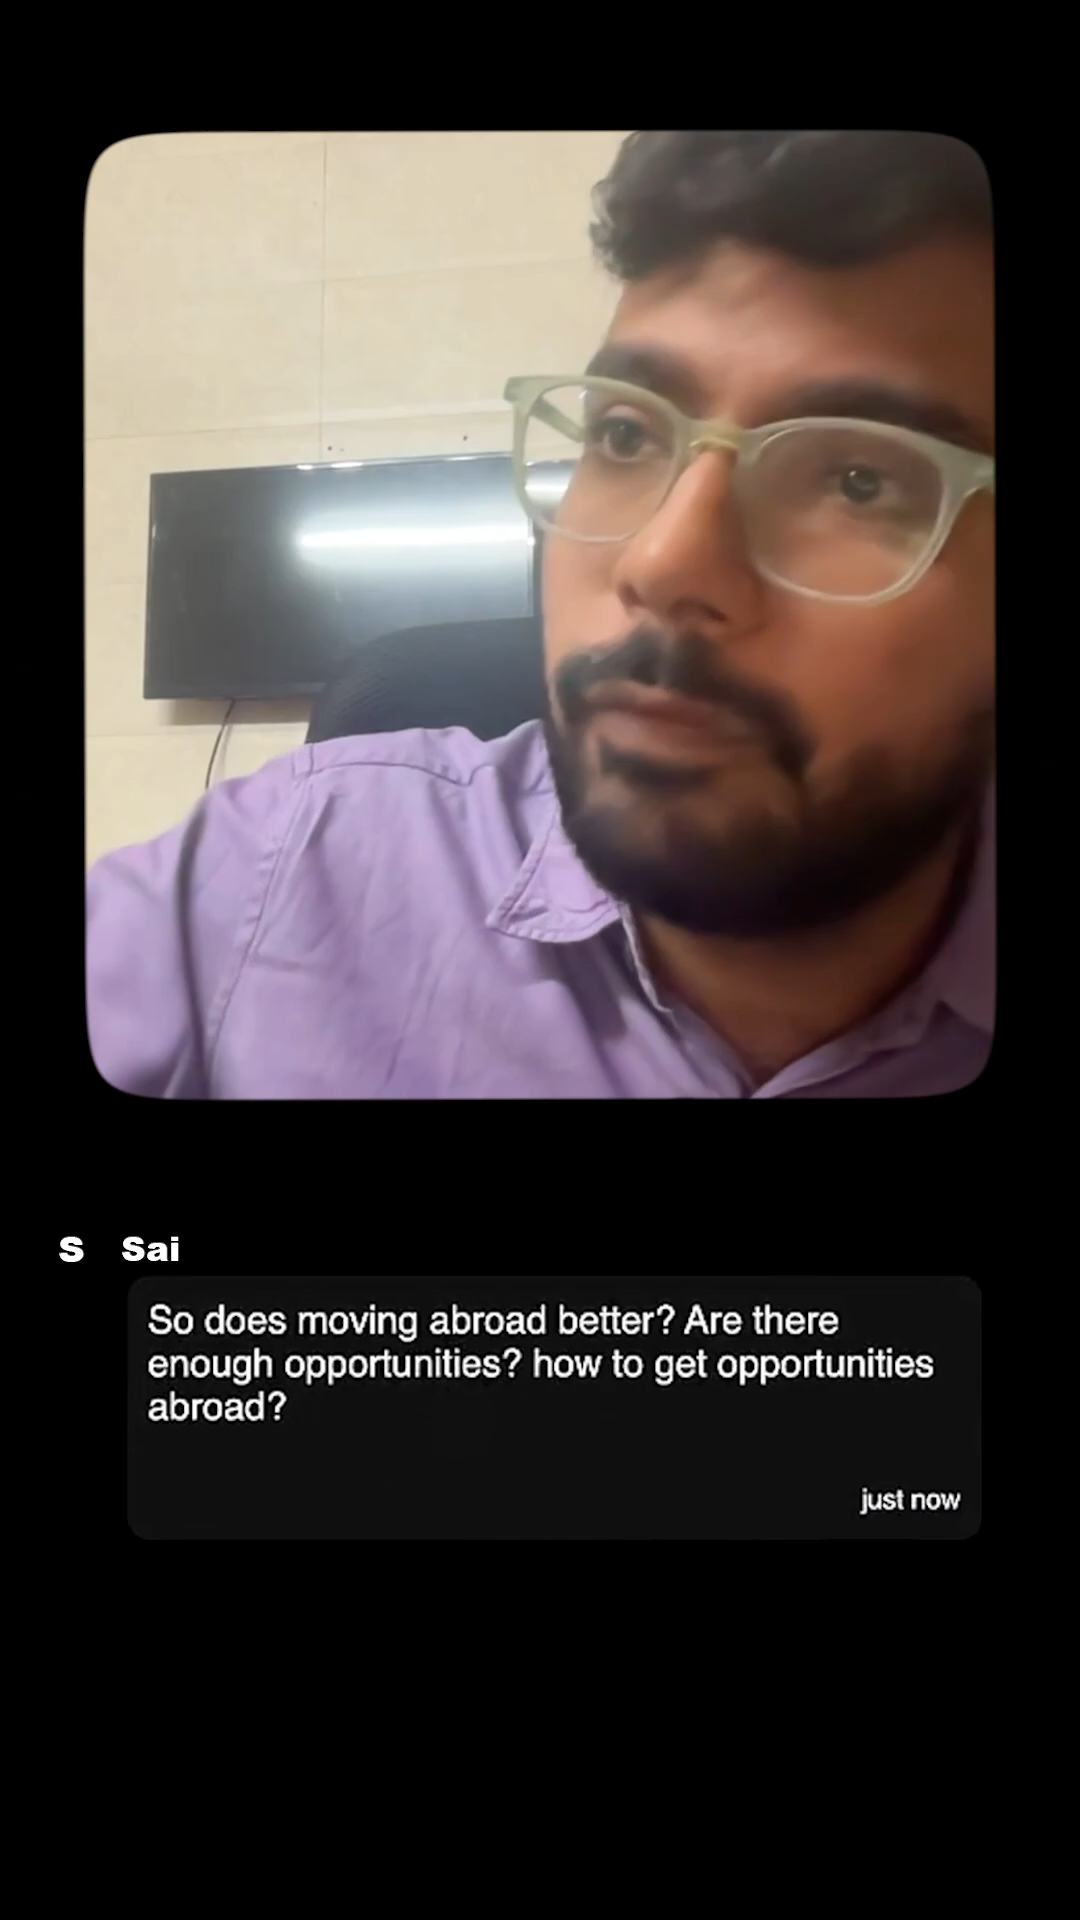 S Sai
So does moving abroad better? Are there
enough opportunities? how to get opportunities
abroad?
just now